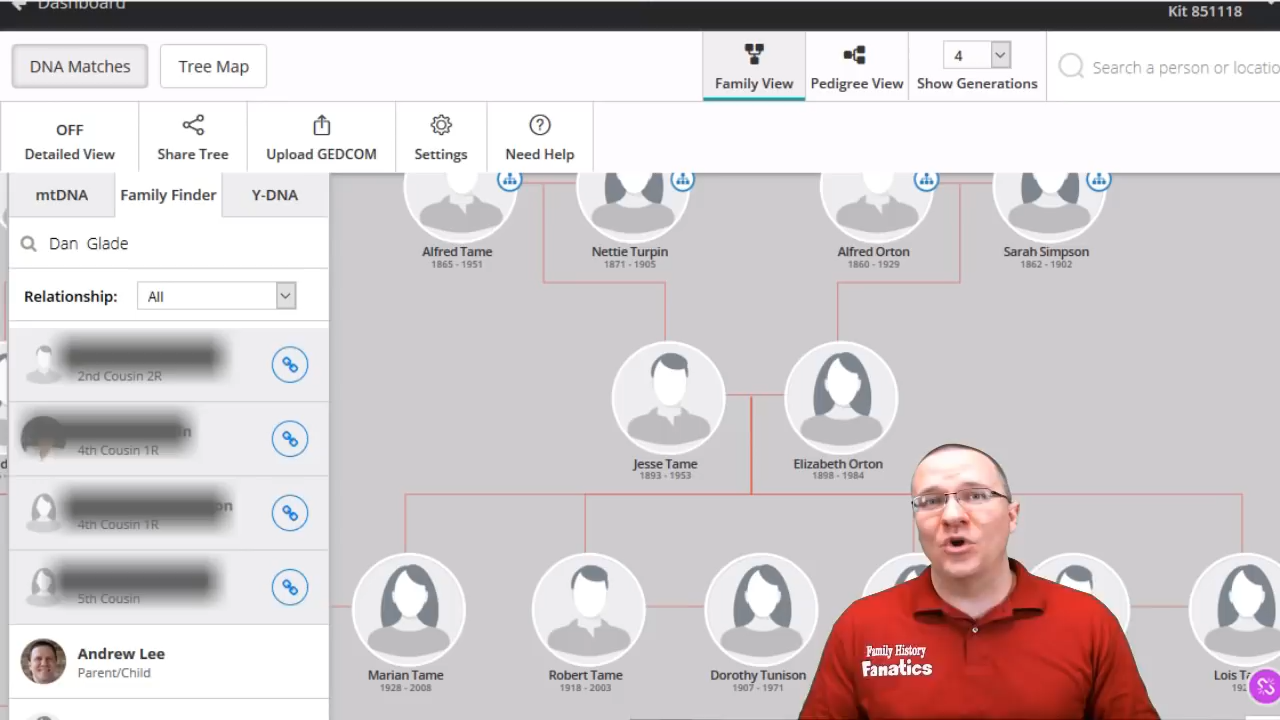 Dashboard
Kit 851118
DNA Matches
Tree Map
Family View
Pedigree View
4
Show Generations
Search a person or locatio
OFF
Detailed View
Share Tree
Upload GEDCOM
Settings
Need Help
mtDNA
Family Finder
Y-DNA
Dan Glade
Relationship:
All
2nd Cousin 2R
4th Cousin 1R
4th Cousin 1R
5th Cousin
Andrew Lee
Parent/Child
Alfred Tame
1865 - 1951
Nettie Turpin
1871 - 1905
Alfred Orton
1860 - 1929
Sarah Simpson
1862 - 1902
Jesse Tame
1893 - 1953
Elizabeth Orton
1898 - 1984
Marian Tame
1928 - 2008
Robert Tame
1918 - 2003
Dorothy Tunison
1907 - 1971
Lois
Family History
Fanatics